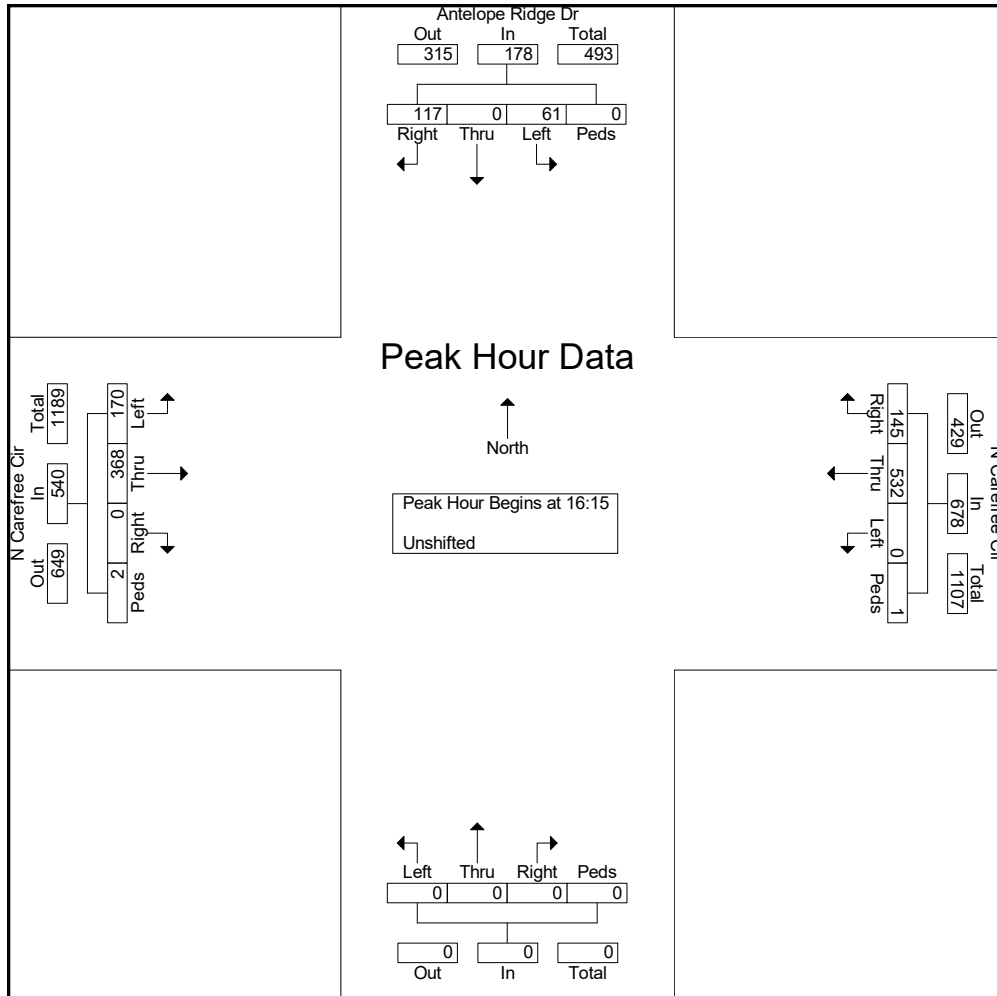 Antelope Ridge Dr
Out In Total
315 178 493
117 0 61 0
Right Thru Left Peds
Peak Hour Data
North
Peak Hour Begins at 16:15
Unshifted
N Carefree Cir
Total In Out
1189 540 649
170 368 0 2
Left Thru Right Peds
N Carefree Cir
Out In Total
429 678 1107
145 532 0 1
Right Thru Left Peds
Left Thru Right Peds
0 0 0 0
0 0 0
Out In Total